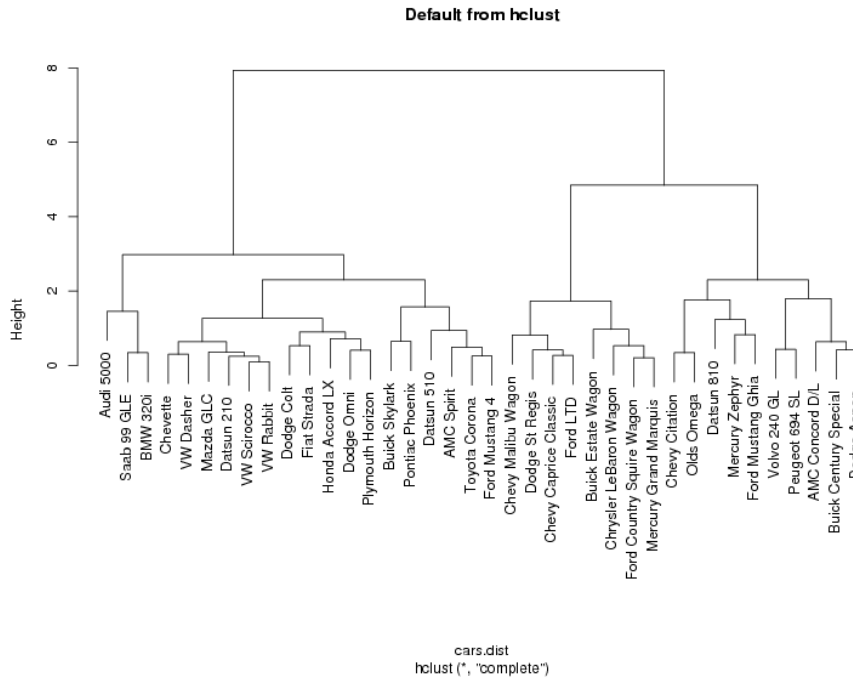 Default from hclust
Height
8
6
4
2
0
Audi 5000
Saab 99 GLE
BMW 320i
Chevette
VW Dasher
Mazda GLC
Datsun 210
VW Scirocco
VW Rabbit
Dodge Colt
Fiat Strada
Honda Accord LX
Dodge Omni
Plymouth Horizon
Buick Skylark
Pontiac Phoenix
Datsun 510
AMC Spirit
Toyota Corona
Ford Mustang 4
Chevy Malibu Wagon
Dodge St Regis
Chevy Caprice Classic
Ford LTD
Buick Estate Wagon
Chrysler LeBaron Wagon
Ford Country Squire Wagon
Mercury Grand Marquis
Chevy Citation
Olds Omega
Datsun 810
Mercury Zephyr
Ford Mustang Ghia
Volvo 240 GL
Peugeot 694 SL
AMC Concord D/L
Buick Century Special
cars.dist
hclust (*, "complete")